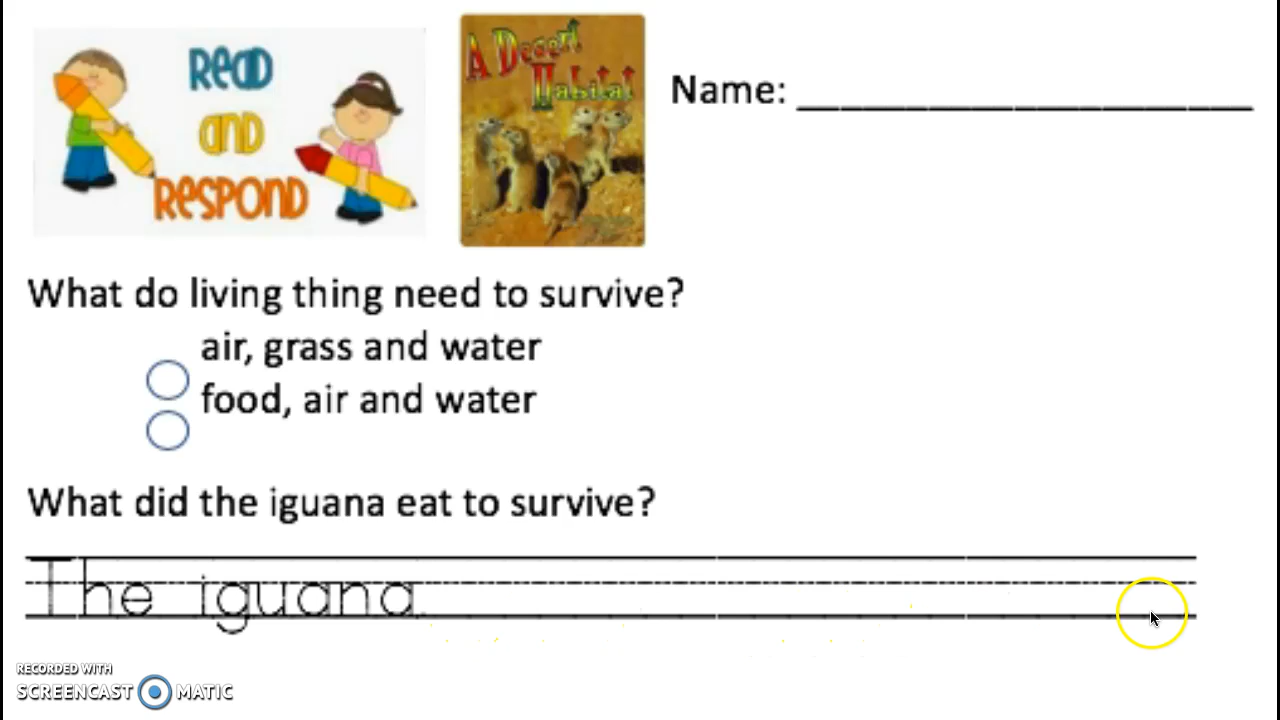 Read
and
Respond
A Desert
Habitat
Name: ____________________
What do living thing need to survive?
air, grass and water
food, air and water
What did the iguana eat to survive?
The iguana
RECORDED WITH
SCREENCAST MATIC